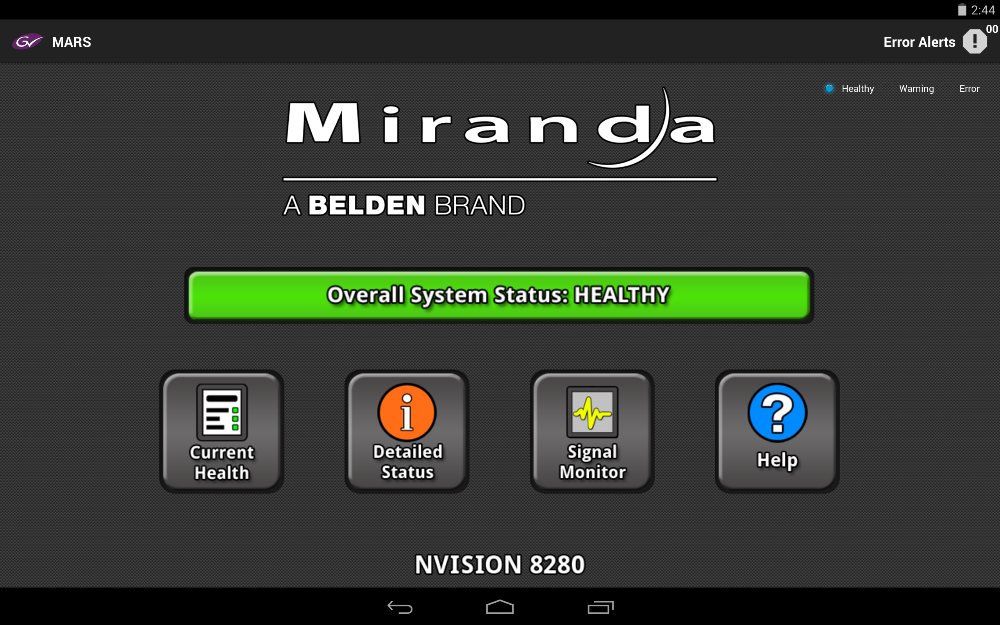 2:44
GV MARS
Error Alerts ! 00
Healthy Warning Error
Miranda
A BELDEN BRAND
Overall System Status: HEALTHY
Current
Health
i
Detailed
Status
Signal
Monitor
?
Help
NVISION 8280